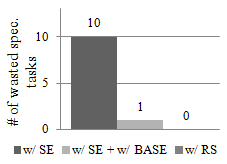 # of wasted spec.
tasks
10
5
0
10
1
0
w/ SE
w/ SE + w/ BASE
w/ RS